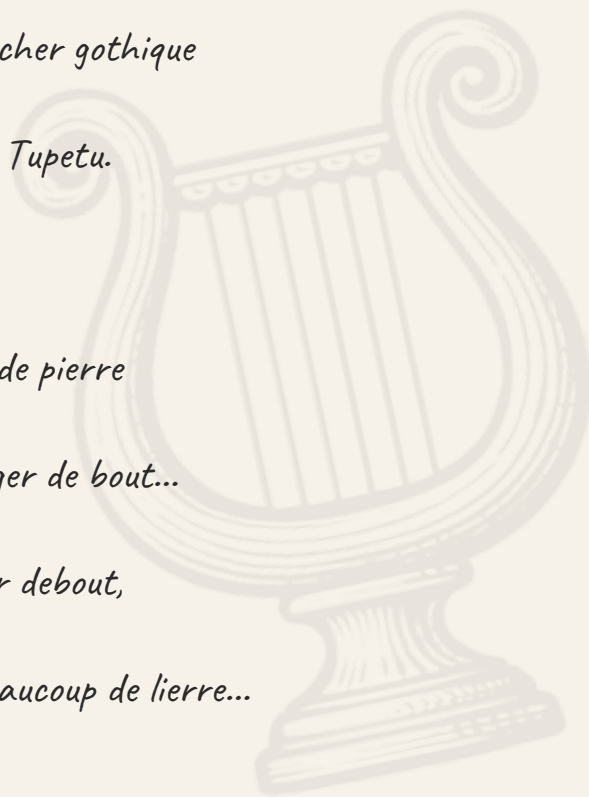 cher gothique
Tupetu.
de pierre
ger de bout...
r debout,
aucoup de lierre...